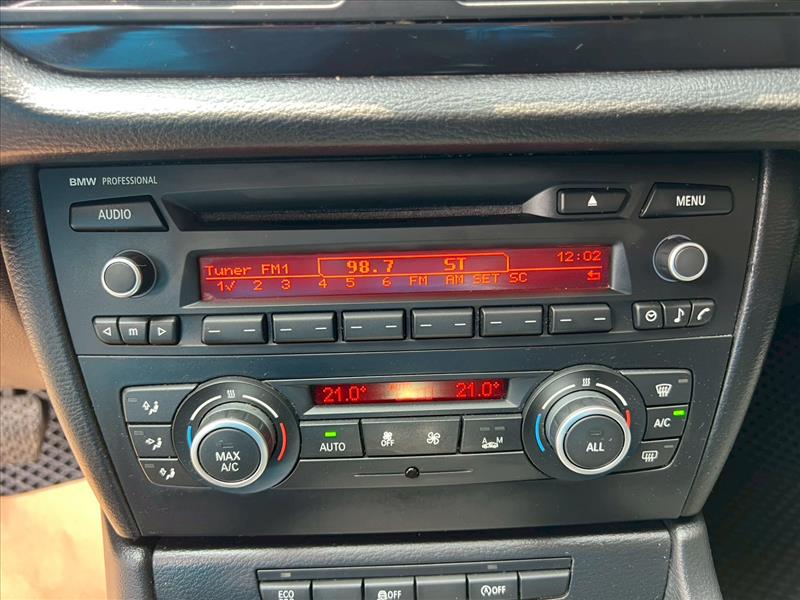 BMW PROFESSIONAL
AUDIO
MENU
Tuner FM1 98.7 ST 12:02
1✓ 2 3 4 5 6 FM AM SET SC
m
21.0° 21.0°
MAX A/C
AUTO
OFF
A M
ALL
A/C
ECO
OFF
OFF